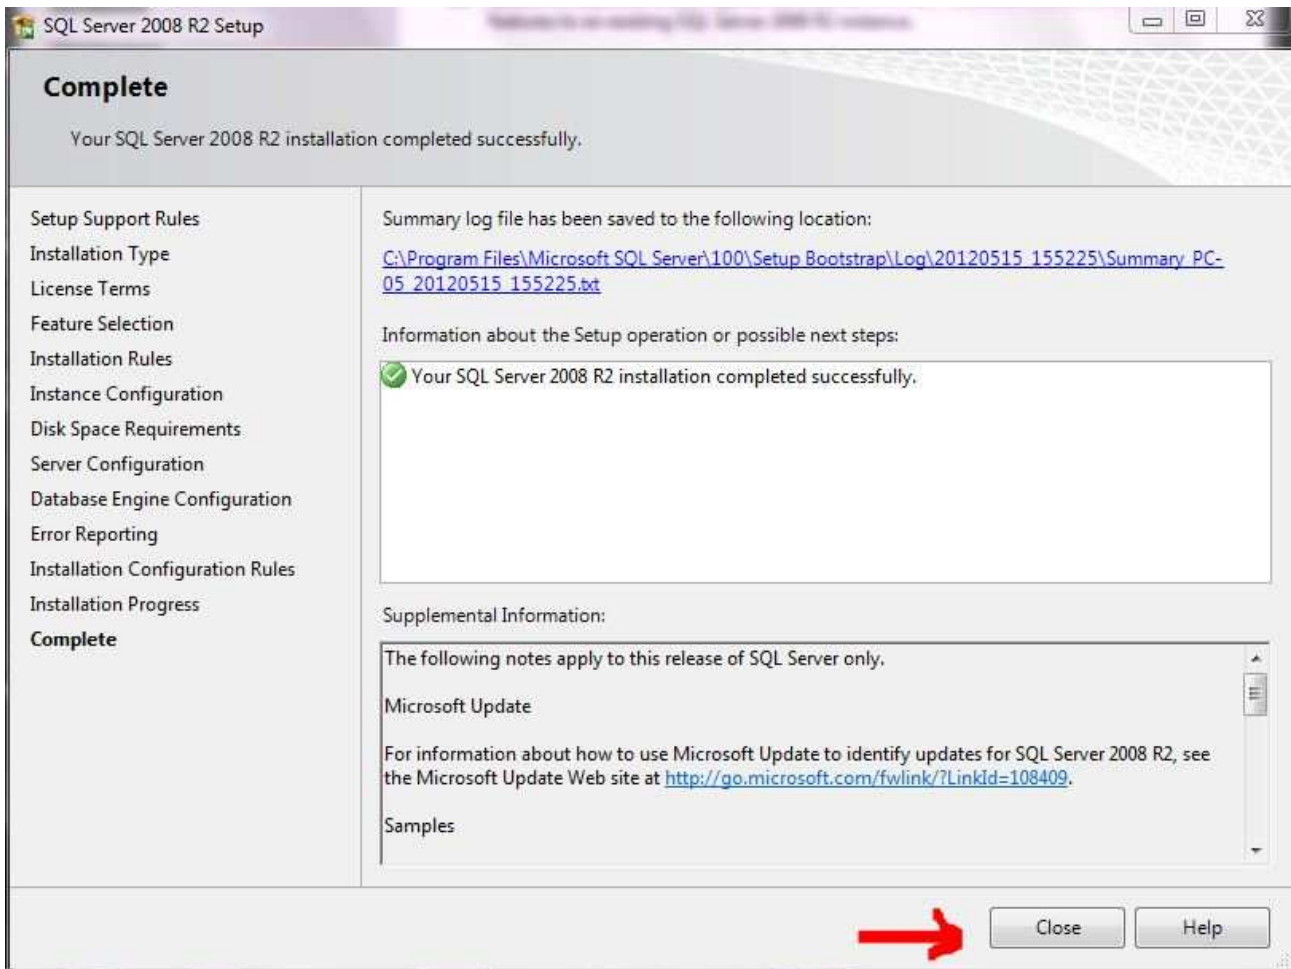 SQL Server 2008 R2 Setup
Complete
Your SQL Server 2008 R2 installation completed successfully.
Setup Support Rules
Installation Type
License Terms
Feature Selection
Installation Rules
Instance Configuration
Disk Space Requirements
Server Configuration
Database Engine Configuration
Error Reporting
Installation Configuration Rules
Installation Progress
Complete
Summary log file has been saved to the following location:
C:\Program Files\Microsoft SQL Server\100\Setup Bootstrap\Log\20120515_155225\Summary_PC-
05_20120515_155225.txt
Information about the Setup operation or possible next steps:
Your SQL Server 2008 R2 installation completed successfully.
Supplemental Information:
The following notes apply to this release of SQL Server only.
Microsoft Update
For information about how to use Microsoft Update to identify updates for SQL Server 2008 R2, see
the Microsoft Update Web site at http://go.microsoft.com/fwlink/?LinkId=108409.
Samples
Close
Help